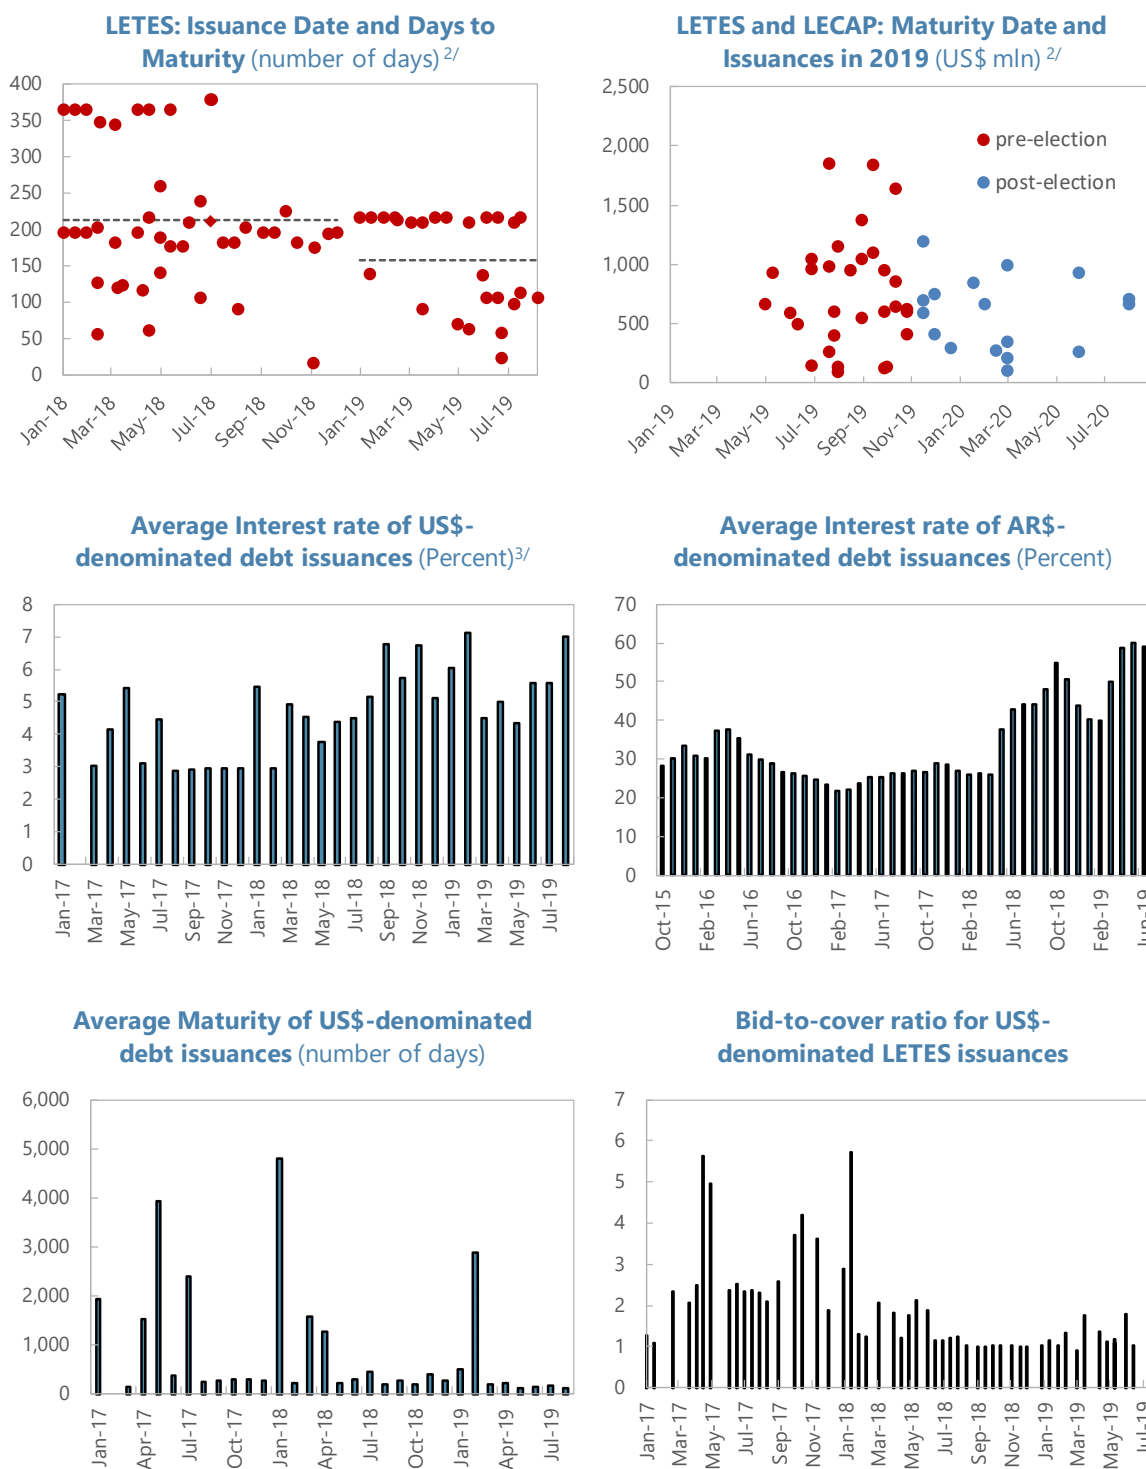 LETES: Issuance Date and Days to
Maturity (number of days) 2/
400
350
300
250
200
150
100
50
0
Jan-18
Mar-18
May-18
Jul-18
Sep-18
Nov-18
Jan-19
Mar-19
May-19
Jul-19
LETES and LECAP: Maturity Date and
Issuances in 2019 (US$ mln) 2/
2,500
2,000
1,500
1,000
500
0
pre-election
post-election
Jan-19
Mar-19
May-19
Jul-19
Sep-19
Nov-19
Jan-20
Mar-20
May-20
Jul-20
Average Interest rate of US$-
denominated debt issuances (Percent)3/
8
7
6
5
4
3
2
1
0
Jan-17
Mar-17
May-17
Jul-17
Sep-17
Nov-17
Jan-18
Mar-18
May-18
Jul-18
Sep-18
Nov-18
Jan-19
Mar-19
May-19
Jul-19
Average Interest rate of AR$-
denominated debt issuances (Percent)
70
60
50
40
30
20
10
0
Oct-15
Feb-16
Jun-16
Oct-16
Feb-17
Jun-17
Oct-17
Feb-18
Jun-18
Oct-18
Feb-19
Jun-19
Average Maturity of US$-denominated
debt issuances (number of days)
6,000
5,000
4,000
3,000
2,000
1,000
0
Jan-17
Apr-17
Jul-17
Oct-17
Jan-18
Apr-18
Jul-18
Oct-18
Jan-19
Apr-19
Jul-19
Bid-to-cover ratio for US$-
denominated LETES issuances
7
6
5
4
3
2
1
0
Jan-17
Mar-17
May-17
Jul-17
Sep-17
Nov-17
Jan-18
Mar-18
May-18
Jul-18
Sep-18
Nov-18
Jan-19
Mar-19
May-19
Jul-19